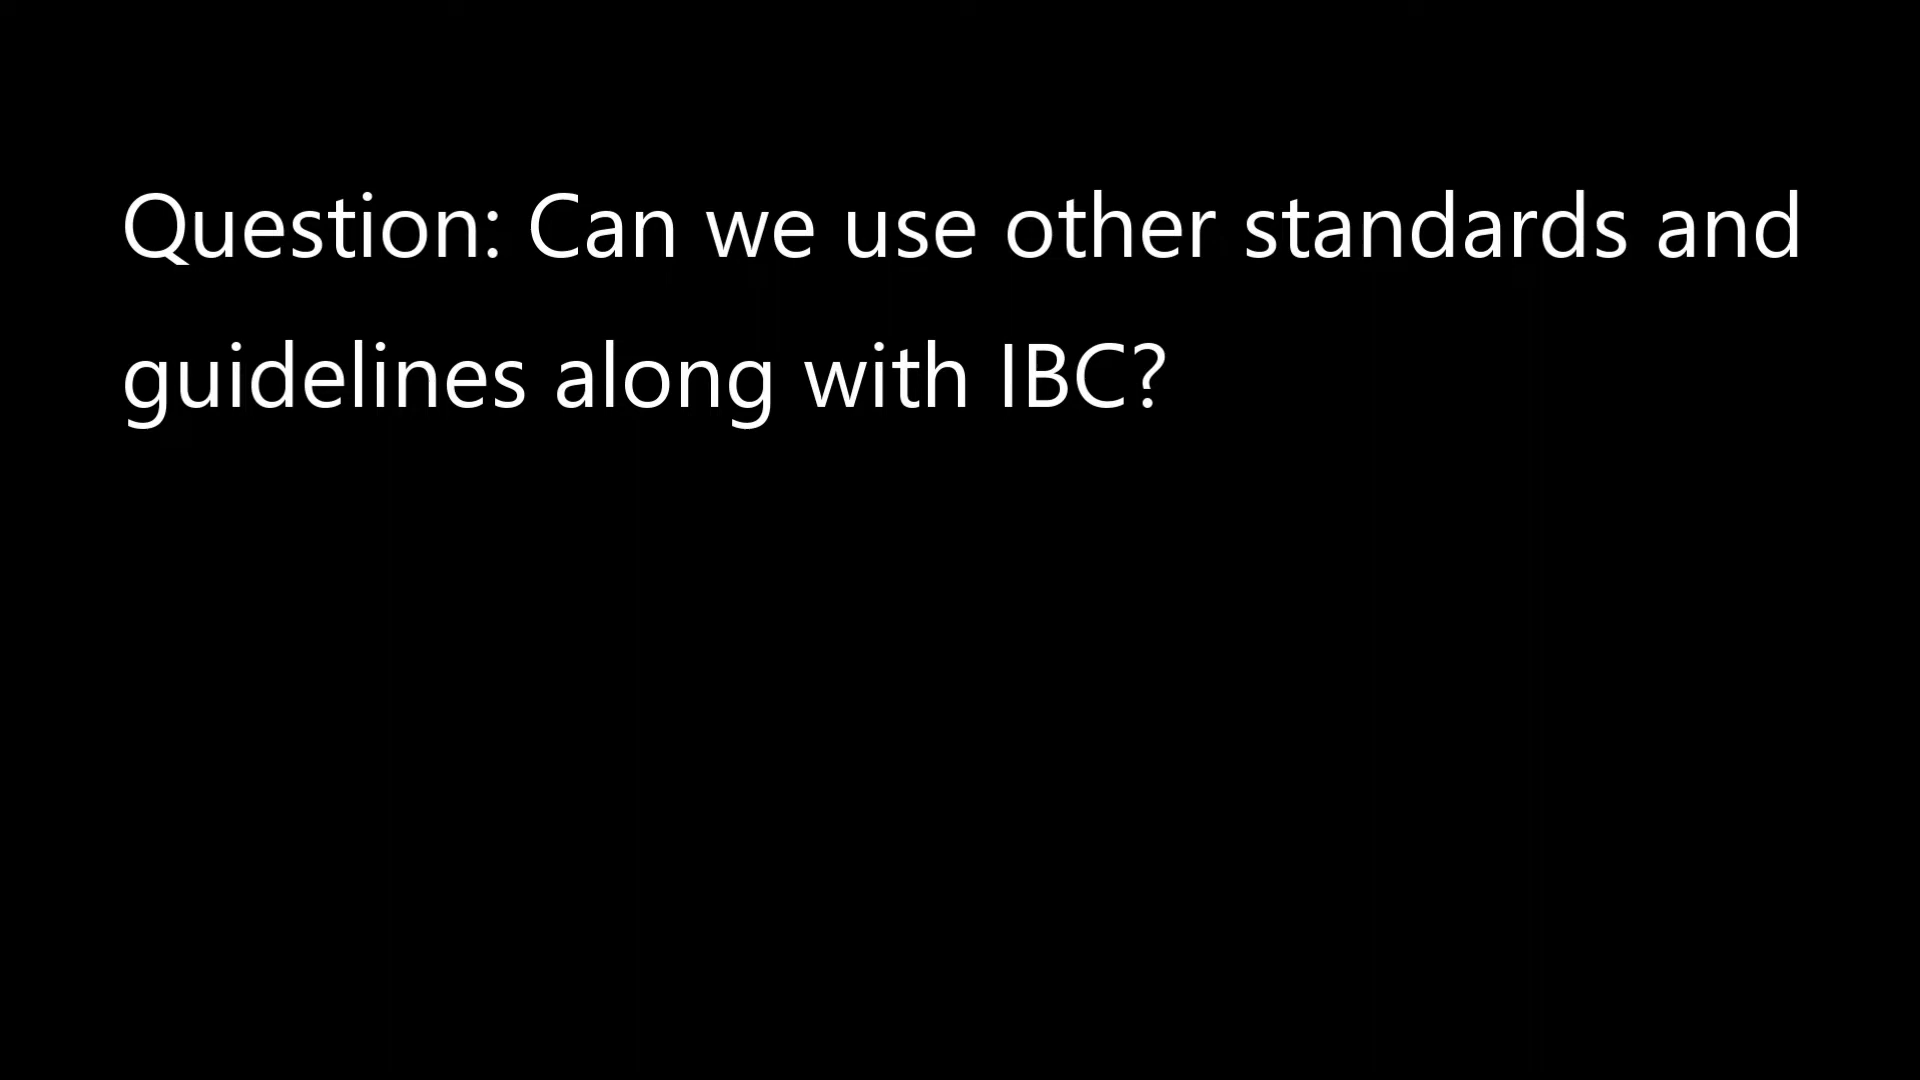 Question: Can we use other standards and
guidelines along with IBC?